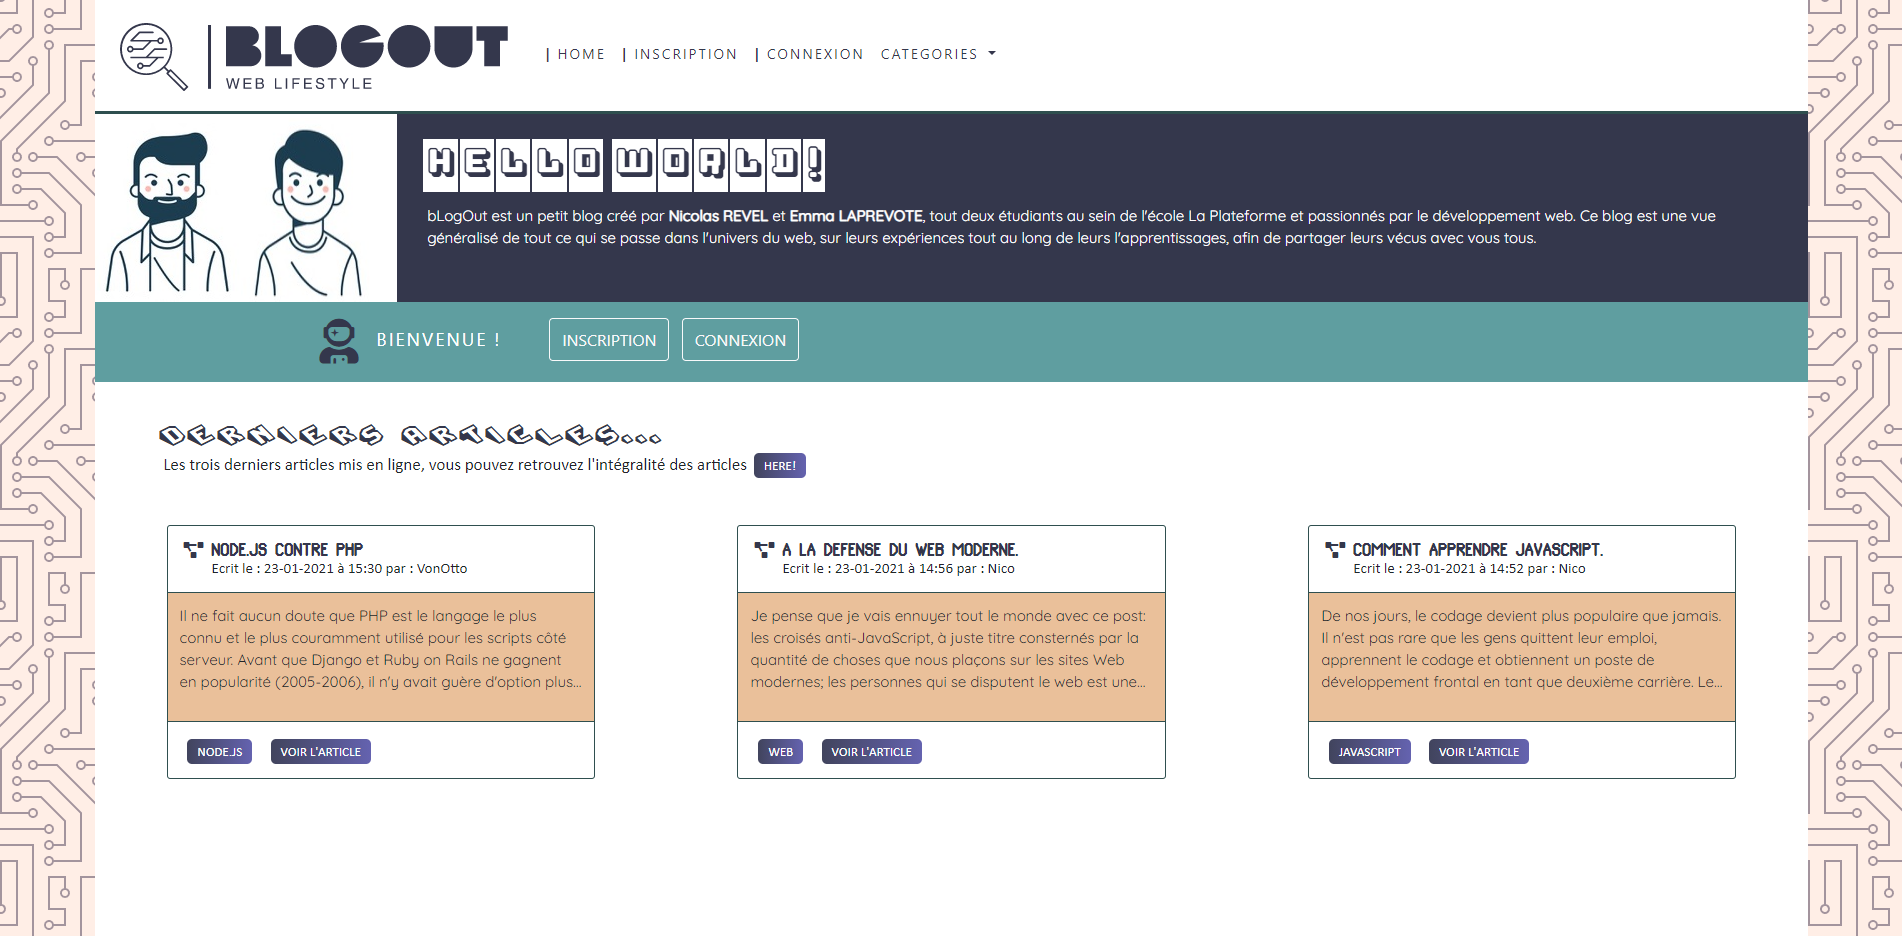 BLOGOUT
WEB LIFESTYLE
| HOME | INSCRIPTION | CONNEXION CATEGORIES
HELLO WORLD!
bLogOut est un petit blog créé par Nicolas REVEL et Emma LAPREVOTE, tout deux étudiants au sein de l'école La Plateforme et passionnés par le développement web. Ce blog est une vue
généralisé de tout ce qui se passe dans l'univers du web, sur leurs expériences tout au long de leurs l'apprentissages, afin de partager leurs vécus avec vous tous.
BIENVENUE ! INSCRIPTION CONNEXION
DERNIERS ARTICLES...
Les trois derniers articles mis en ligne, vous pouvez retrouvez l'intégralité des articles HERE!
NODE.JS CONTRE PHP
Ecrit le : 23-01-2021 à 15:30 par : VonOtto
Il ne fait aucun doute que PHP est le langage le plus
connu et le plus couramment utilisé pour les scripts côté
serveur. Avant que Django et Ruby on Rails ne gagnent
en popularité (2005-2006), il n'y avait guère d'option plus...
NODE.JS VOIR L'ARTICLE
A LA DEFENSE DU WEB MODERNE.
Ecrit le : 23-01-2021 à 14:56 par : Nico
Je pense que je vais ennuyer tout le monde avec ce post:
les croisés anti-JavaScript, à juste titre consternés par la
quantité de choses que nous plaçons sur les sites Web
modernes; les personnes qui se disputent le web est une...
WEB VOIR L'ARTICLE
COMMENT APPRENDRE JAVASCRIPT.
Ecrit le : 23-01-2021 à 14:52 par : Nico
De nos jours, le codage devient plus populaire que jamais.
Il n'est pas rare que les gens quittent leur emploi,
apprennent le codage et obtiennent un poste de
développement frontal en tant que deuxième carrière. Le...
JAVASCRIPT VOIR L'ARTICLE